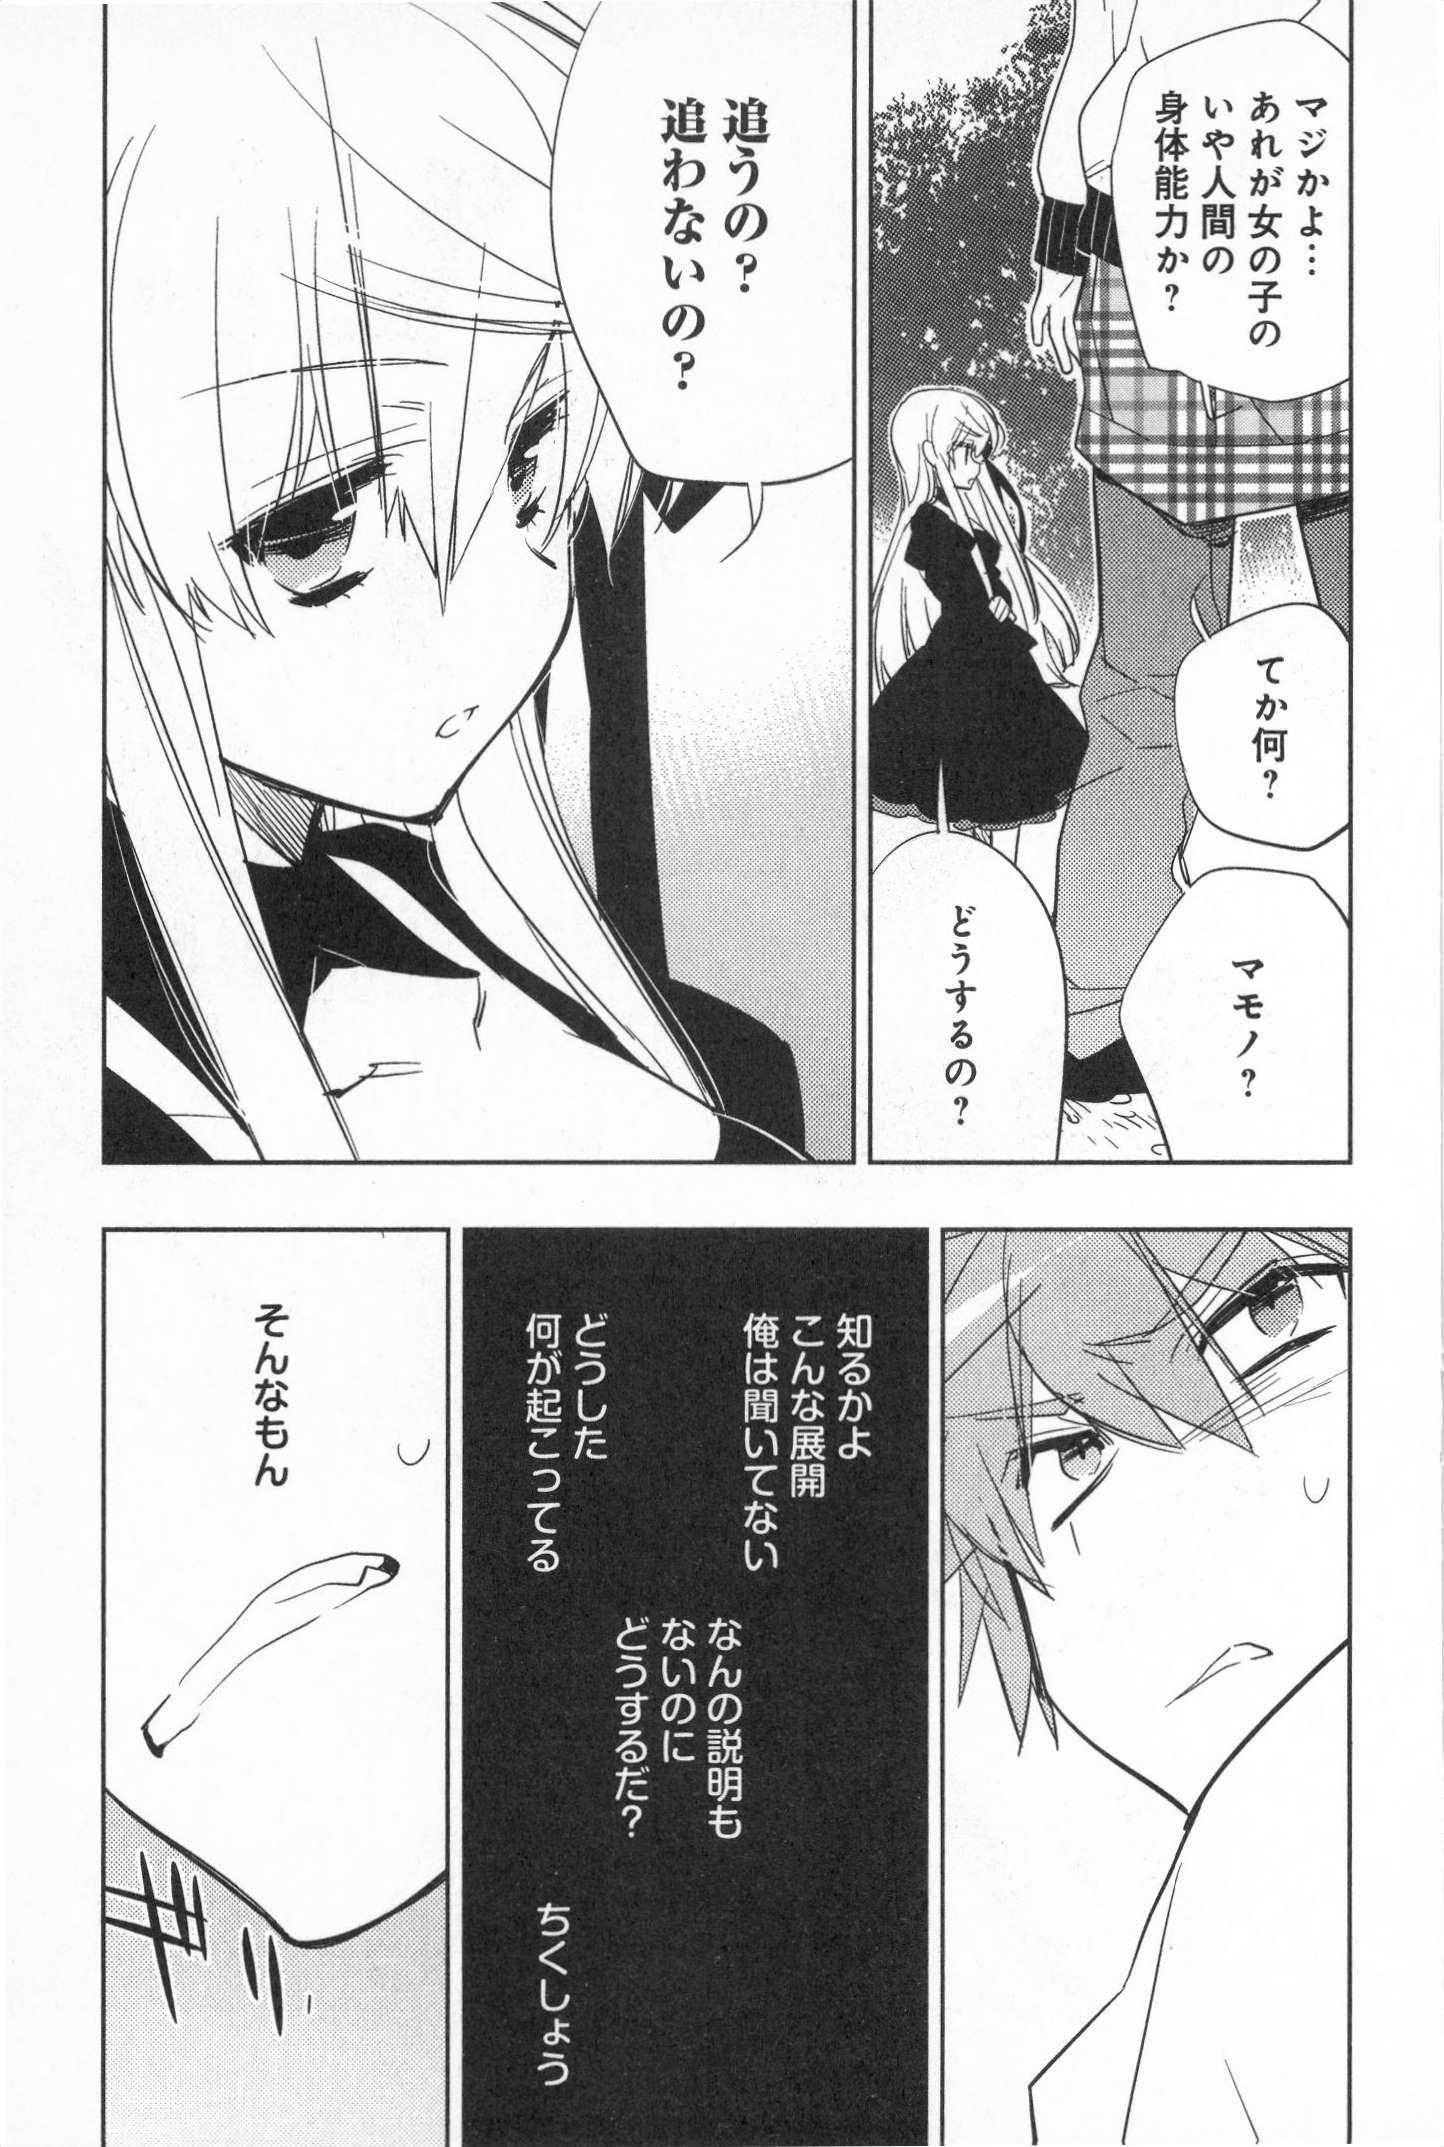 マジかよ…
あれが女の子の
いや人間の
身体能力か？
てか何？
マモノ？
どうするの？
追うの？
追わないの？
知るかよ
こんな展開
俺は聞いてない
なんの説明も
ないのに
どうするだ？
どうした
何が起こってる
ちくしょう
そんなもん
ギリ